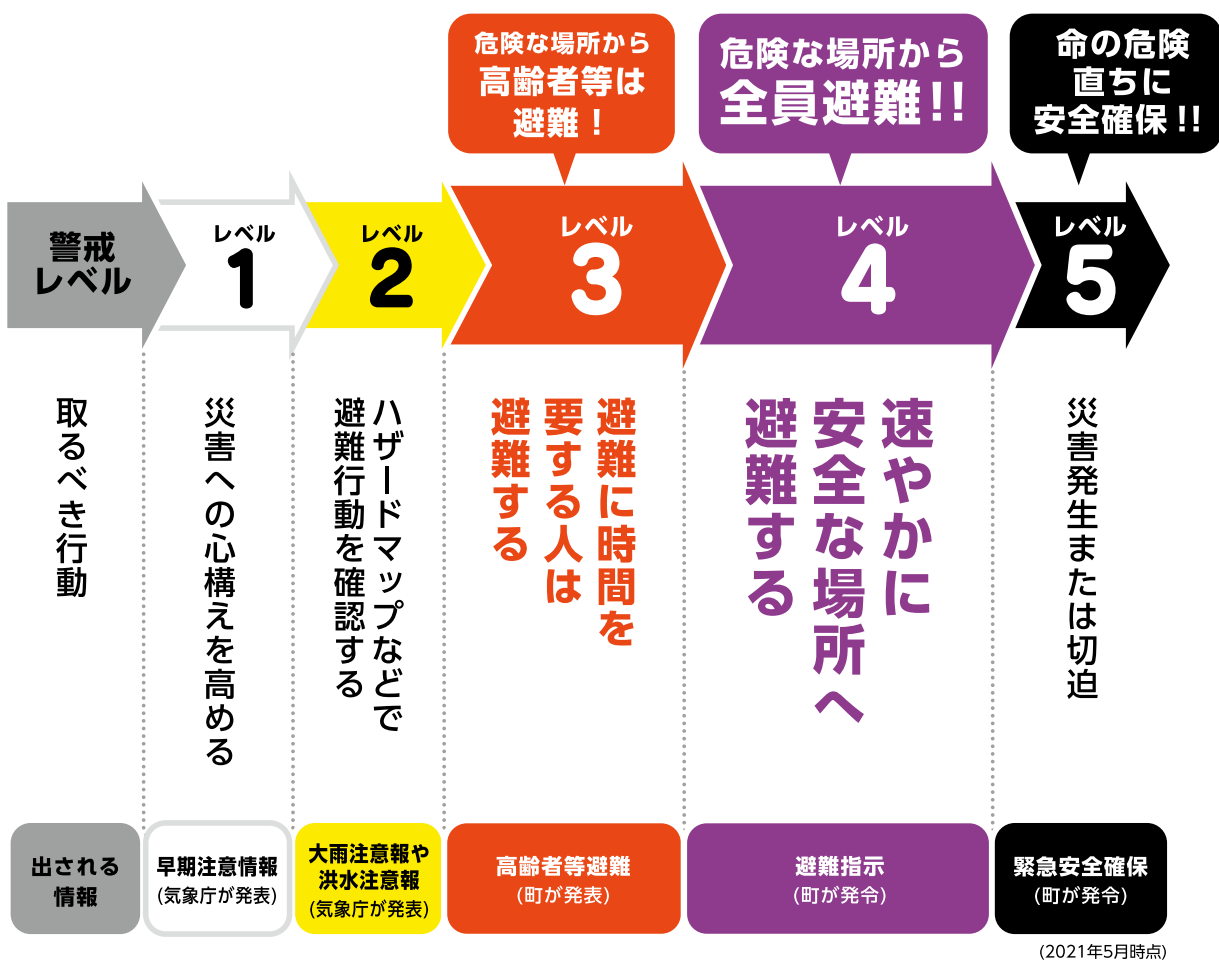 危険な場所から
高齢者等は
避難！
危険な場所から
全員避難!!
命の危険
直ちに
安全確保!!
警戒
レベル
レベル
1
レベル
2
レベル
3
レベル
4
レベル
5
取るべき行動
災害への心構えを高める
ハザードマップなどで
避難行動を確認する
避難に時間を
要する人は
避難する
速やかに
安全な場所へ
避難する
災害発生または切迫
出される
情報
早期注意情報
(気象庁が発表)
大雨注意報や
洪水注意報
(気象庁が発表)
高齢者等避難
(町が発表)
避難指示
(町が発令)
緊急安全確保
(町が発令)
(2021年5月時点)